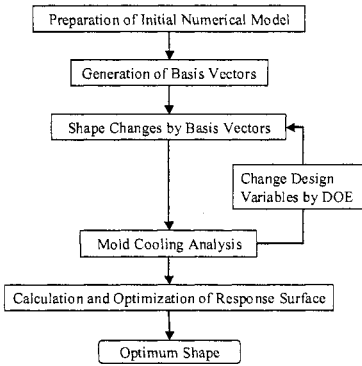 Preparation of Initial Numerical Model
Generation of Basis Vectors
Shape Changes by Basis Vectors
Change Design
Variables by DOE
Mold Cooling Analysis
Calculation and Optimization of Response Surface
Optimum Shape